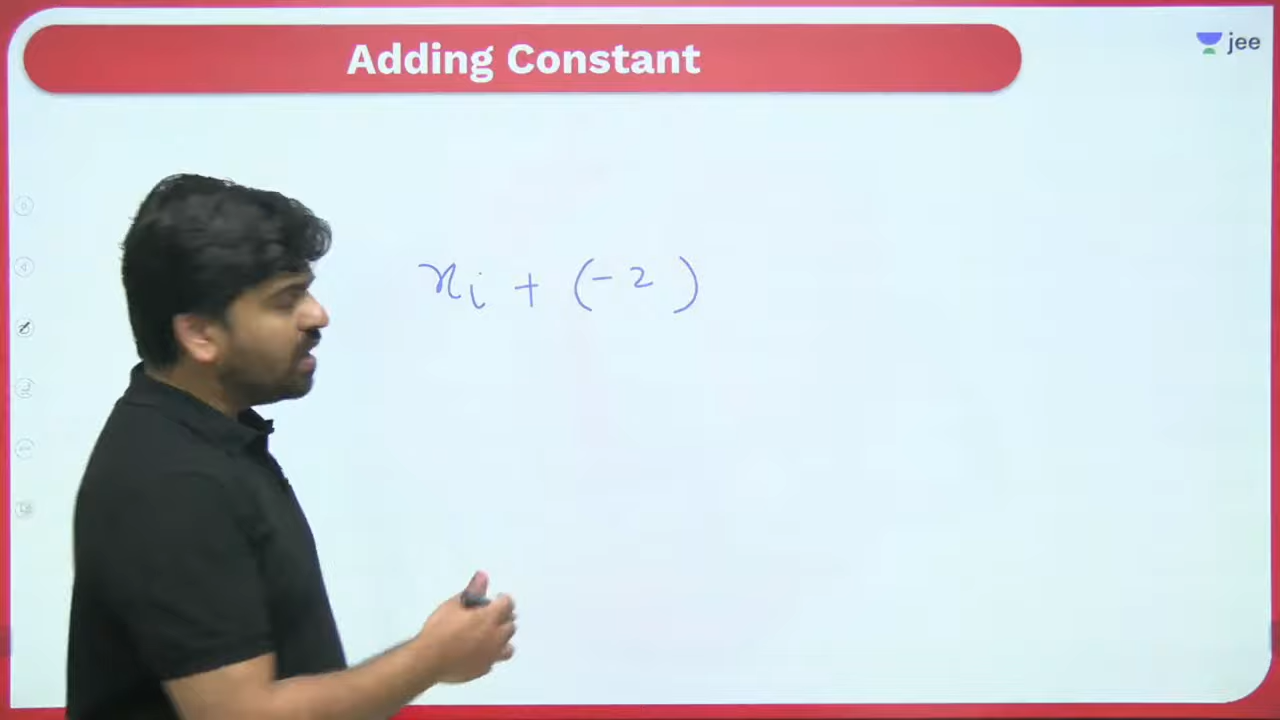 Adding Constant
jee
xi + (-2)